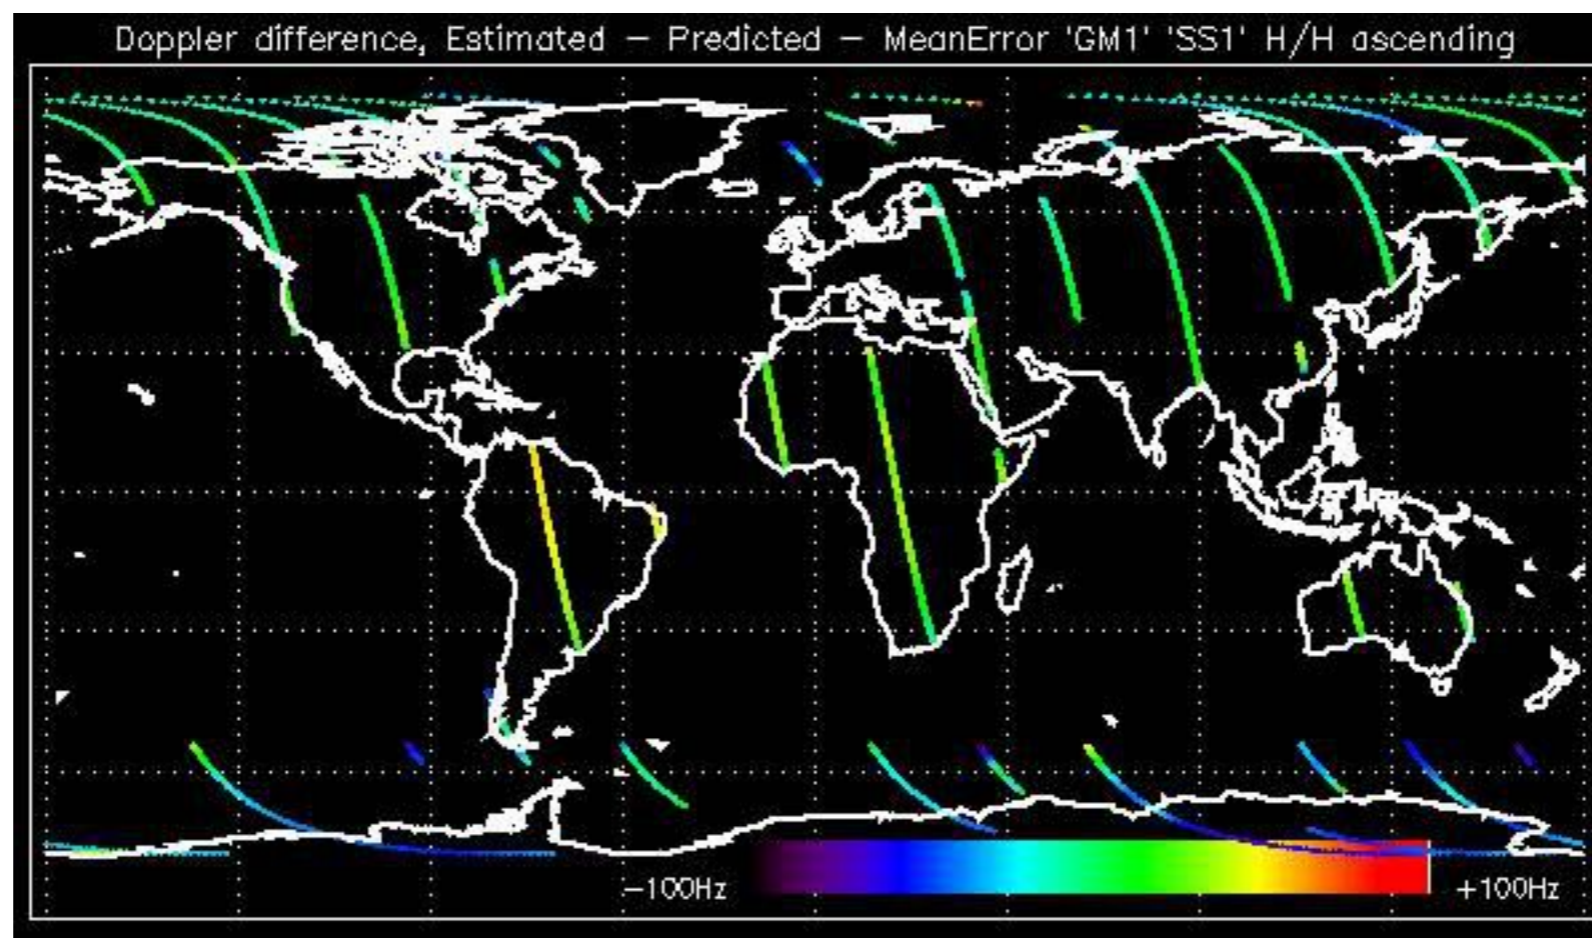 Doppler difference, Estimated – Predicted – MeanError 'GM1' 'SS1' H/H ascending
–100Hz +100Hz